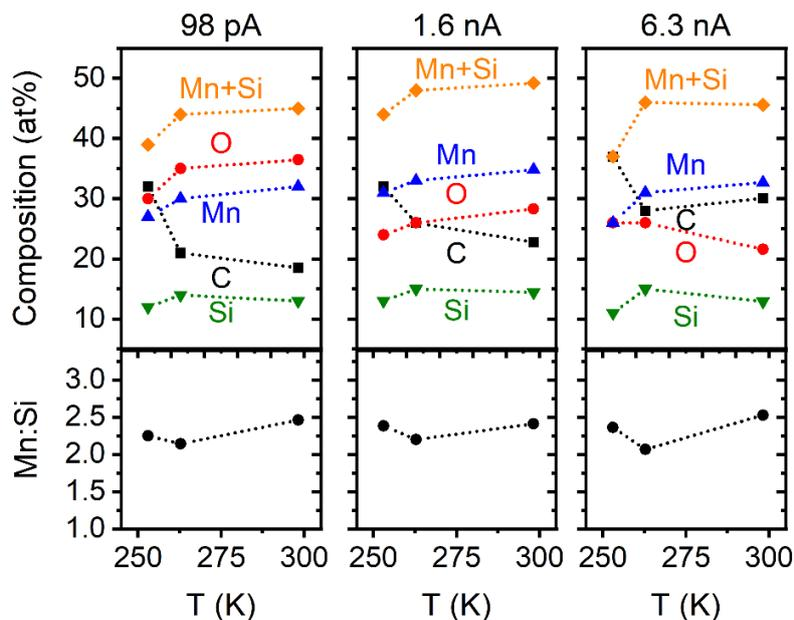 98 pA 1.6 nA 6.3 nA
Composition (at%)
50
40
30
20
10
Mn+Si
O
Mn
C
Si
Mn+Si
Mn
O
C
Si
Mn+Si
Mn
C
O
Si
Mn:Si
3.0
2.5
2.0
1.5
1.0
250 275 300 250 275 300 250 275 300
T (K) T (K) T (K)